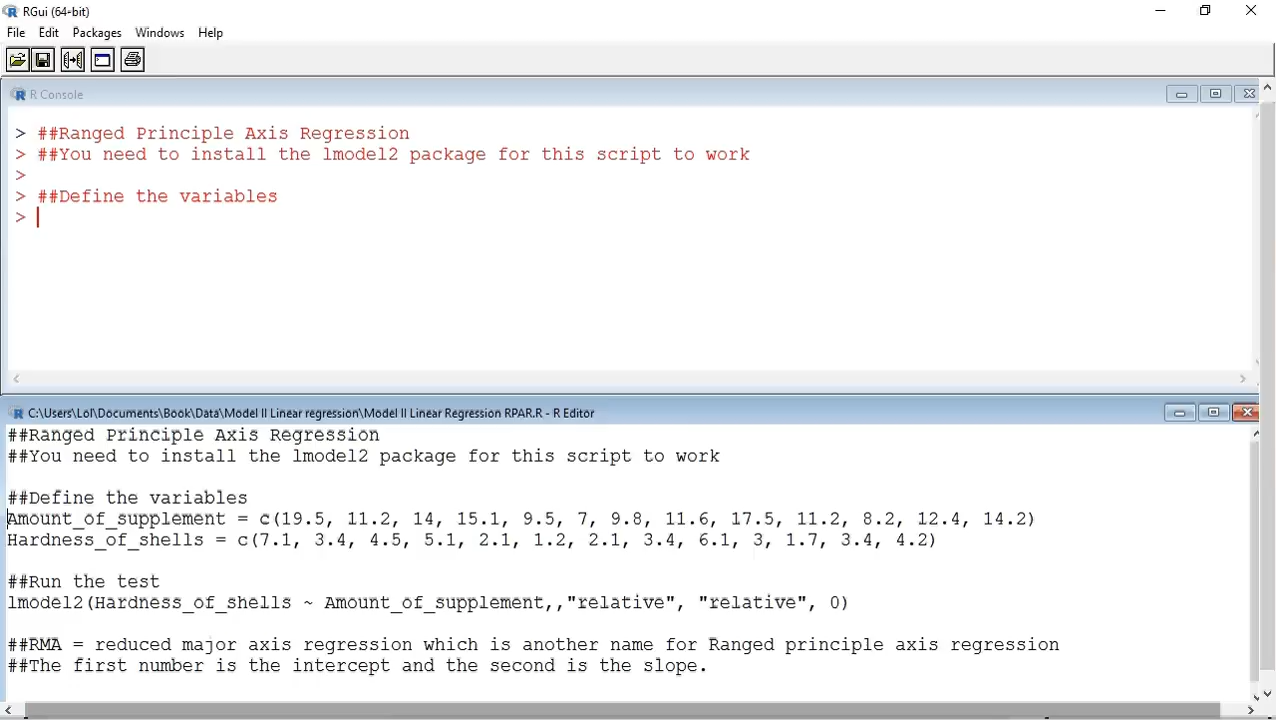 RGui (64-bit)
File Edit Packages Windows Help
R Console
> ##Ranged Principle Axis Regression
> ##You need to install the lmodel2 package for this script to work
>
> ##Define the variables
>
C:\Users\Lol\Documents\Book\Data\Model II Linear regression\Model II Linear Regression RPAR.R - R Editor
##Ranged Principle Axis Regression
##You need to install the lmodel2 package for this script to work
##Define the variables
Amount_of_supplement = c(19.5, 11.2, 14, 15.1, 9.5, 7, 9.8, 11.6, 17.5, 11.2, 8.2, 12.4, 14.2)
Hardness_of_shells = c(7.1, 3.4, 4.5, 5.1, 2.1, 1.2, 2.1, 3.4, 6.1, 3, 1.7, 3.4, 4.2)
##Run the test
lmodel2(Hardness_of_shells ~ Amount_of_supplement,,"relative", "relative", 0)
##RMA = reduced major axis regression which is another name for Ranged principle axis regression
##The first number is the intercept and the second is the slope.